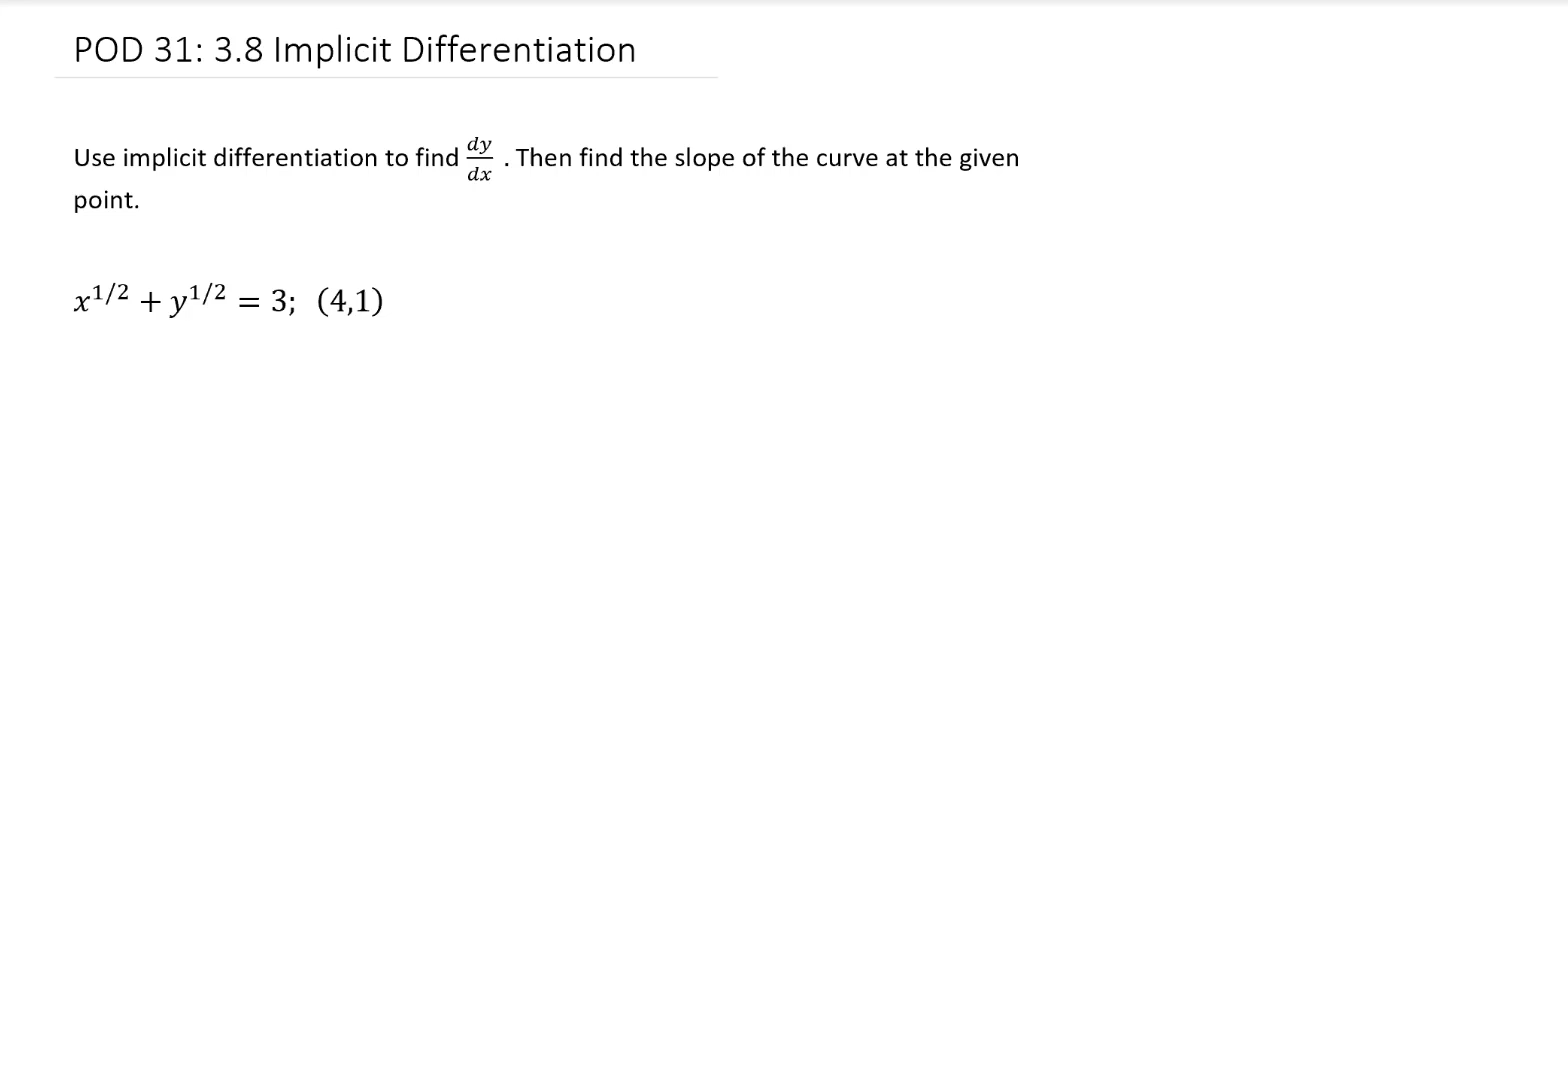 POD 31: 3.8 Implicit Differentiation
Use implicit differentiation to find dy/dx . Then find the slope of the curve at the given
point.
x^{1/2} + y^{1/2} = 3; (4,1)